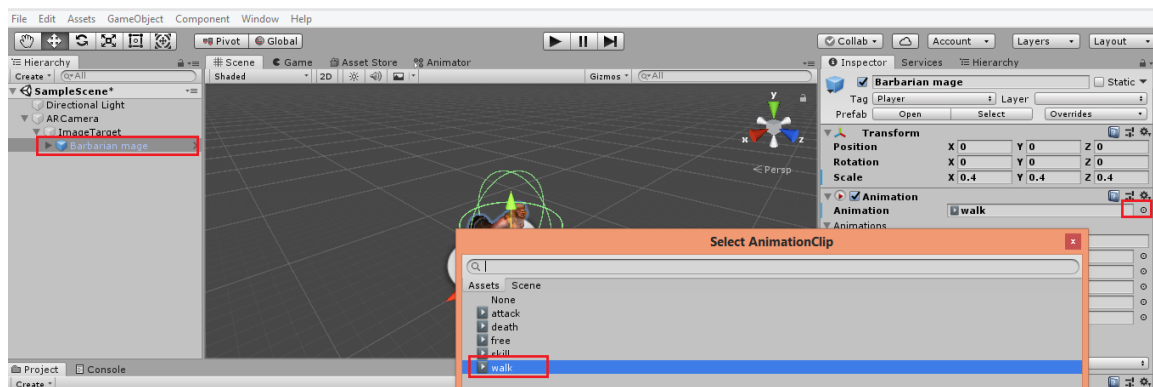 File Edit Assets GameObject Component Window Help
Pivot Global Collab Account Layers Layout
Hierarchy
Create All
SampleScene*
Directional Light
ARCamera
ImageTarget
Barbarian mage
Scene Game Asset Store Animator
Shaded 2D Gizmos All
y
x z
Persp
Inspector Services Hierarchy
Barbarian mage Static
Tag Player Layer
Prefab Open Select Overrides
Transform
Position X 0 Y 0 Z 0
Rotation X 0 Y 0 Z 0
Scale X 0.4 Y 0.4 Z 0.4
Animation
Animation walk
Animations
Select AnimationClip
x
Assets Scene
None
attack
death
free
skill
walk
Project Console
Create